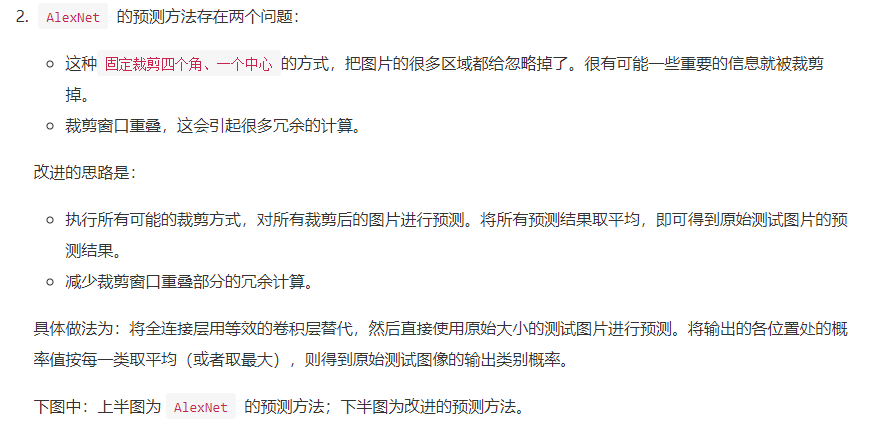 2. AlexNet 的预测方法存在两个问题：
这种 固定裁剪四个角、一个中心 的方式，把图片的很多区域都给忽略掉了。很有可能一些重要的信息就被裁剪
掉。
裁剪窗口重叠，这会引起很多冗余的计算。
改进的思路是：
执行所有可能的裁剪方式，对所有裁剪后的图片进行预测。将所有预测结果取平均，即可得到原始测试图片的预
测结果。
减少裁剪窗口重叠部分的冗余计算。
具体做法为：将全连接层用等效的卷积层替代，然后直接使用原始大小的测试图片进行预测。将输出的各位置处的概
率值按每一类取平均（或者取最大），则得到原始测试图像的输出类别概率。
下图中：上半图为 AlexNet 的预测方法；下半图为改进的预测方法。